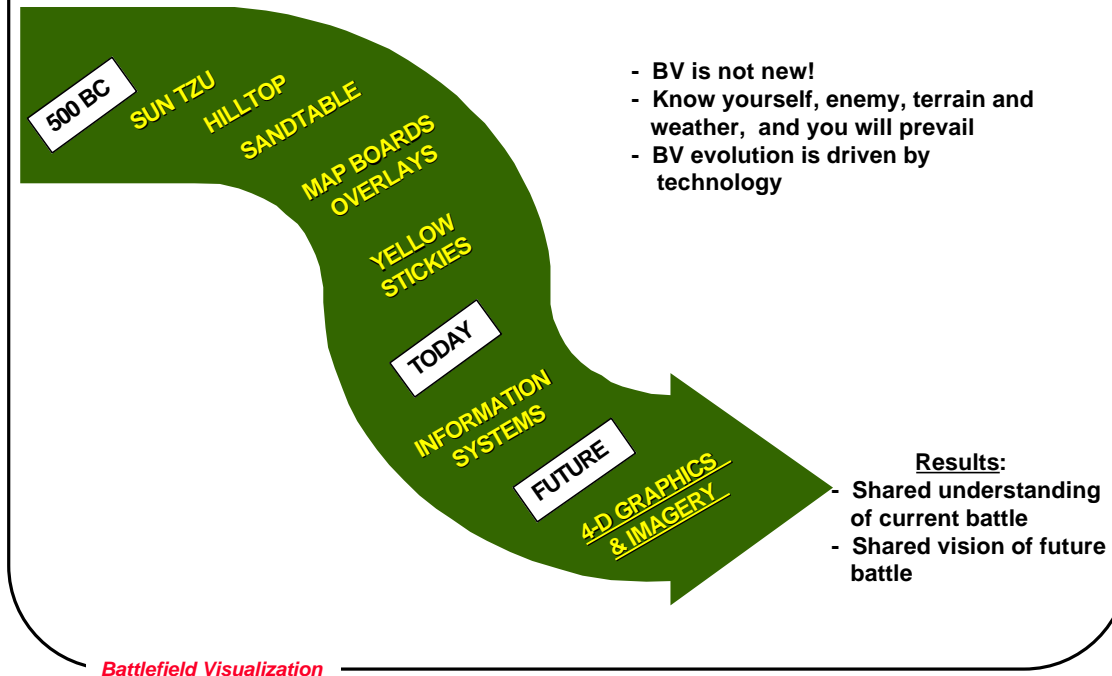 500 BC
SUN TZU
HILLTOP
SANDTABLE
MAP BOARDS
OVERLAYS
YELLOW
STICKIES
TODAY
INFORMATION
SYSTEMS
FUTURE
4-D GRAPHICS
& IMAGERY
- BV is not new!
- Know yourself, enemy, terrain and
weather, and you will prevail
- BV evolution is driven by
technology
Results:
- Shared understanding
of current battle
- Shared vision of future
battle
Battlefield Visualization